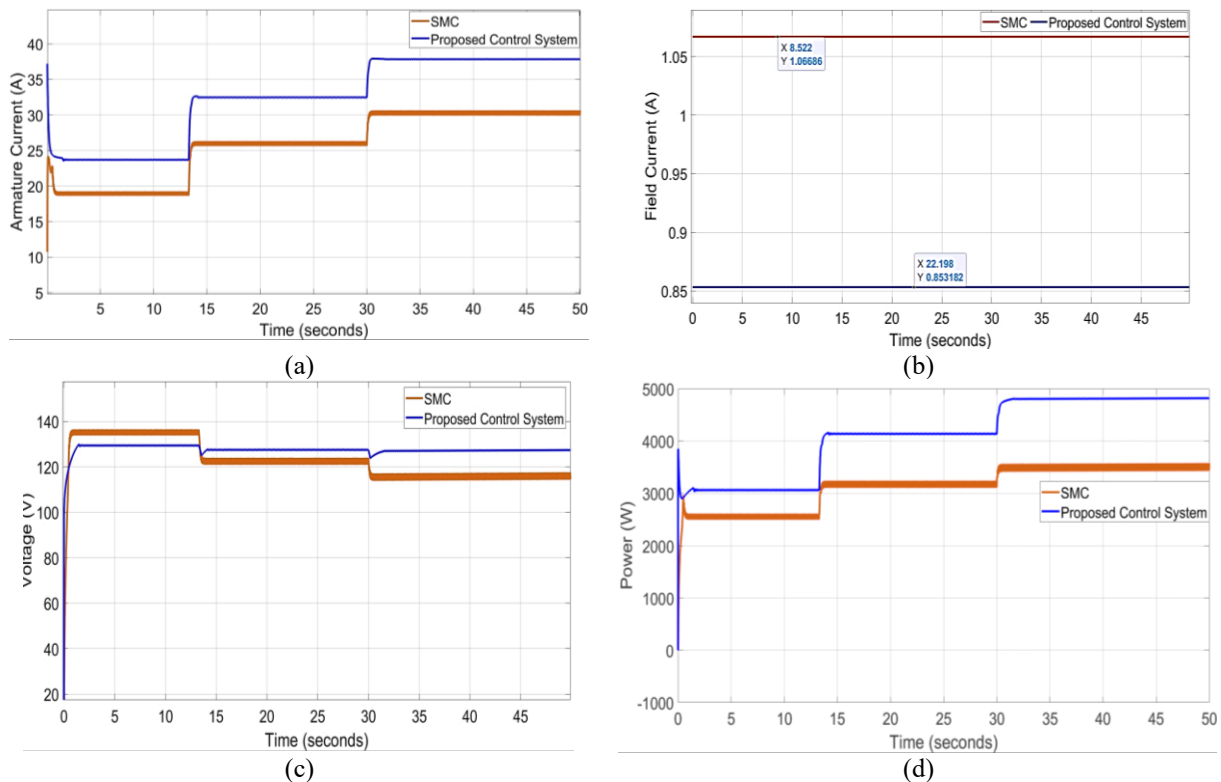 SMC
Proposed Control System
40
35
30
25
20
15
10
5
Armature Current (A)
5 10 15 20 25 30 35 40 45 50
Time (seconds)
(a)
SMC Proposed Control System
X 8.522
Y 1.06686
1.05
1
0.95
0.9
0.85
Field Current (A)
X 22.198
Y 0.853182
0 5 10 15 20 25 30 35 40 45
Time (seconds)
(b)
SMC
Proposed Control System
140
120
100
80
60
40
20
Voltage (V)
0 5 10 15 20 25 30 35 40 45
Time (seconds)
(c)
5000
4000
3000
2000
1000
0
-1000
Power (W)
SMC
Proposed Control System
0 5 10 15 20 25 30 35 40 45 50
Time (seconds)
(d)